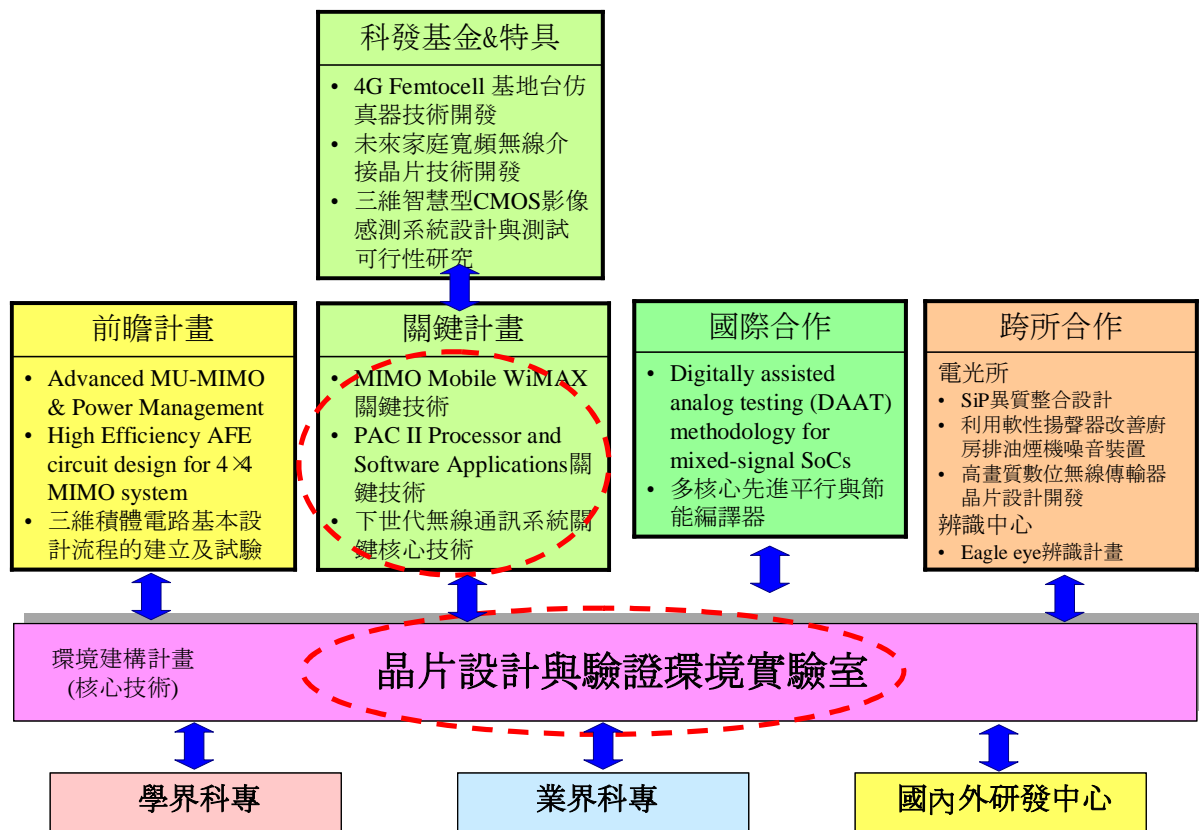 科發基金&特具
• 4G Femtocell 基地台仿
真器技術開發
• 未來家庭寬頻無線介
接晶片技術開發
• 三維智慧型CMOS影像
感測系統設計與測試
可行性研究
前瞻計畫
• Advanced MU-MIMO
& Power Management
• High Efficiency AFE
circuit design for 4×4
MIMO system
• 三維積體電路基本設
計流程的建立及試驗
關鍵計畫
• MIMO Mobile WiMAX
關鍵技術
• PAC II Processor and
Software Applications關
鍵技術
• 下世代無線通訊系統關
鍵核心技術
國際合作
• Digitally assisted
analog testing (DAAT)
methodology for
mixed-signal SoCs
• 多核心先進平行與節
能編譯器
跨所合作
電光所
• SiP異質整合設計
• 利用軟性揚聲器改善廚
房排油煙機噪音裝置
• 高畫質數位無線傳輸器
晶片設計開發
辨識中心
• Eagle eye辨識計畫
環境建構計畫
(核心技術)
晶片設計與驗證環境實驗室
學界科專
業界科專
國內外研發中心